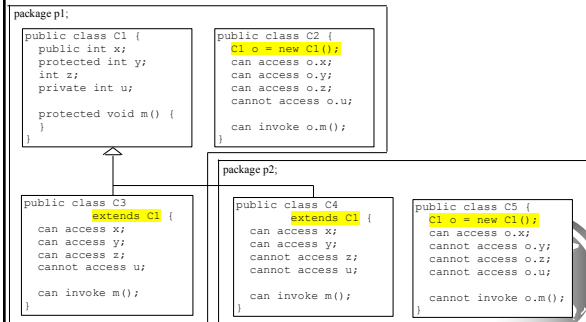 package p1;
public class C1 {
public int x;
protected int y;
int z;
private int u;
protected void m() {
}
}
public class C2 {
C1 o = new C1();
can access o.x;
can access o.y;
can access o.z;
cannot access o.u;
can invoke o.m();
}
package p2;
public class C3
extends C1 {
can access x;
can access y;
can access z;
cannot access u;
can invoke m();
}
public class C4
extends C1 {
can access x;
can access y;
cannot access z;
cannot access u;
can invoke m();
}
public class C5 {
C1 o = new C1();
can access o.x;
cannot access o.y;
cannot access o.z;
cannot access o.u;
cannot invoke o.m();
}